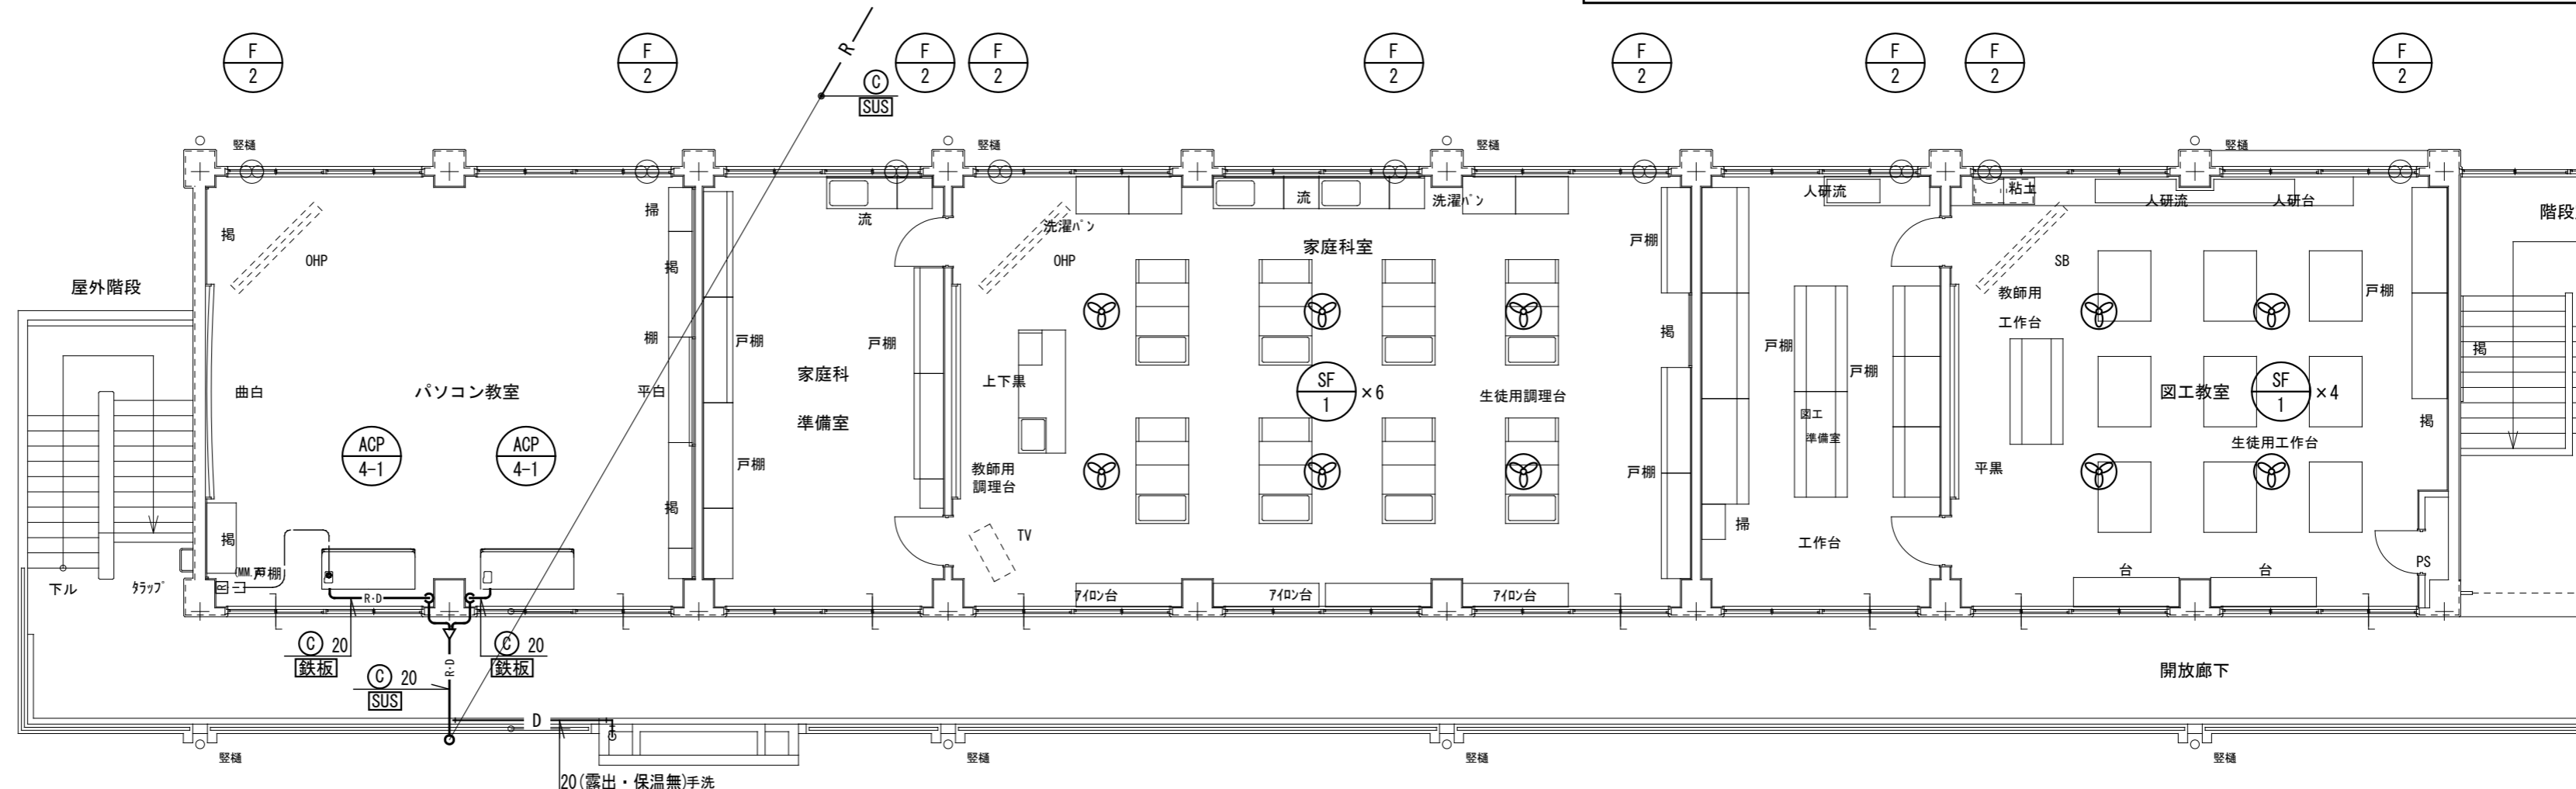 F
2
F
2
R
C
SUS
F
2
F
2
F
2
F
2
F
2
F
2
F
2
竪樋
竪樋
竪樋
竪樋
掲
OHP
掃
掲
棚
平白
掲
曲白
パソコン教室
ACP
4-1
ACP
4-1
掲
戸棚
屋外階段
下ル
タラップ
流
戸棚
戸棚
戸棚
家庭科
準備室
洗濯パン
OHP
流
洗濯パン
家庭科室
戸棚
掲
上下黒
SF
1
×6
生徒用調理台
教師用
調理台
戸棚
TV
アイロン台
アイロン台
アイロン台
人研流
戸棚
戸棚
図工
準備室
掃
工作台
粘土
人研流
人研台
SB
教師用
工作台
戸棚
図工教室
SF
1
×4
掲
生徒用工作台
平黒
台
台
PS
階段
掲
R
R・D
C 20
鉄板
C 20
鉄板
R・D
C 20
SUS
D
開放廊下
竪樋
竪樋
竪樋
竪樋
20(露出・保温無)手洗